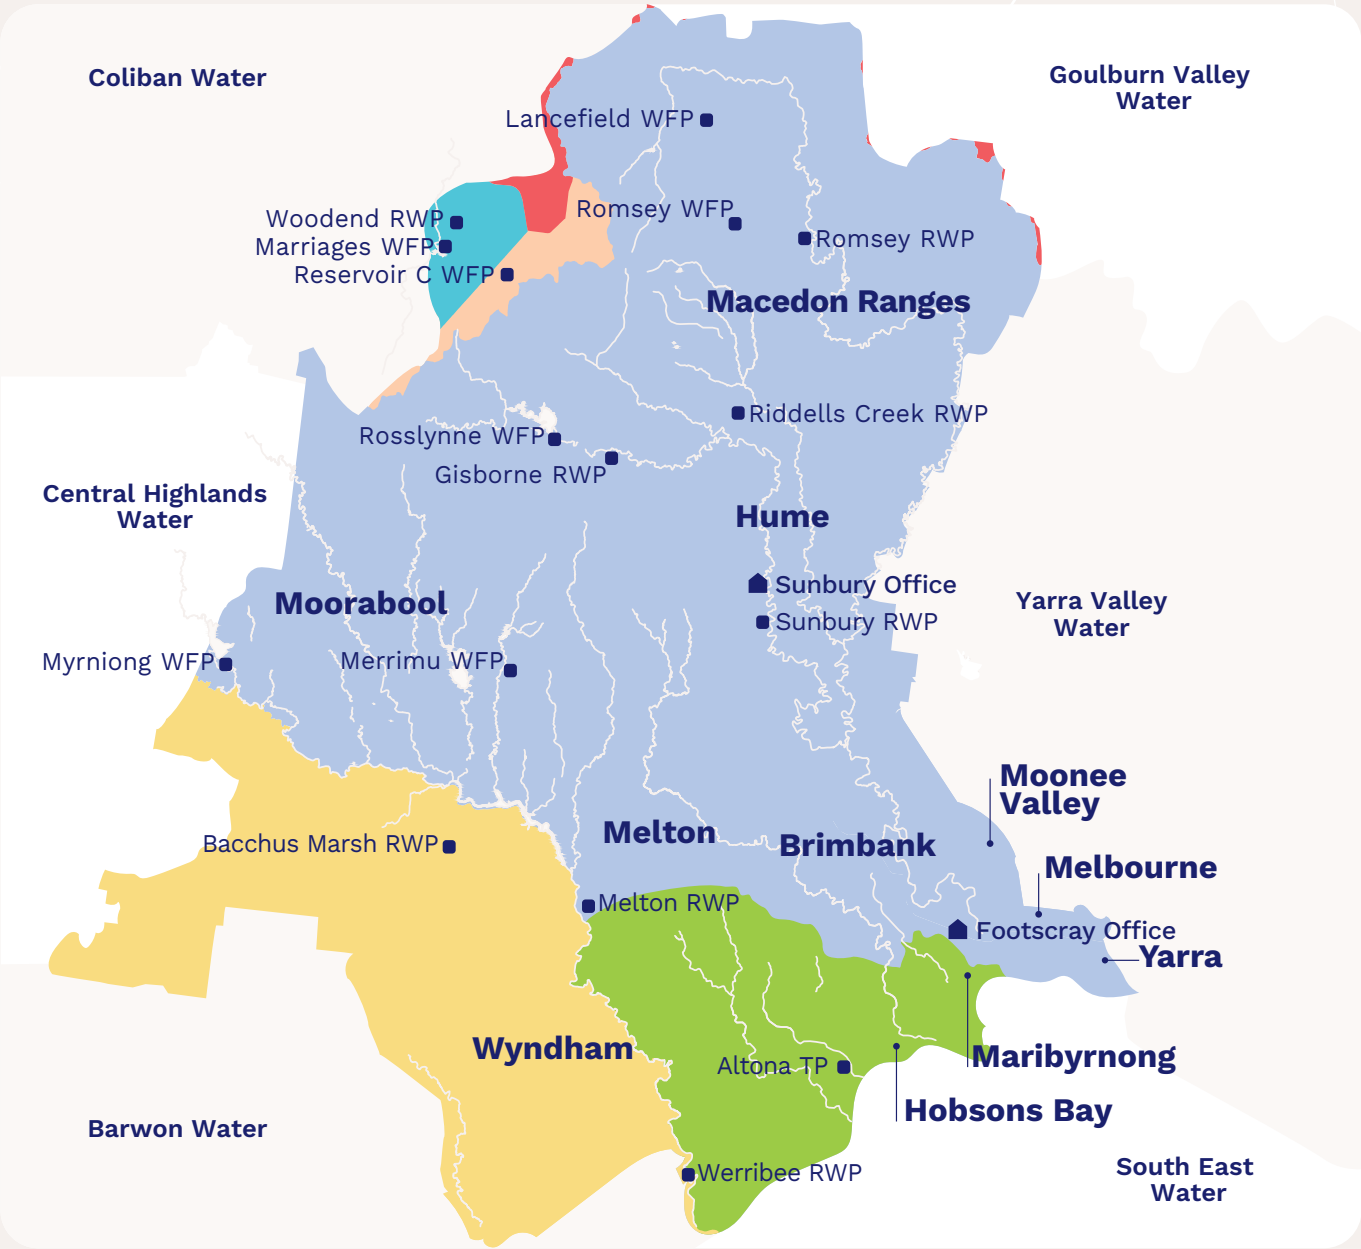 Coliban Water
Goulburn Valley
Water
Lancefield WFP
Romsey WFP
Woodend RWP
Romsey RWP
Marriages WFP
Reservoir C WFP
Macedon Ranges
Riddells Creek RWP
Rosslynne WFP
Gisborne RWP
Central Highlands
Water
Hume
Sunbury Office
Moorabool
Yarra Valley
Water
Sunbury RWP
Myrniong WFP
Merrimu WFP
Moonee
Valley
Melton
Bacchus Marsh RWP
Brimbank
Melbourne
Melton RWP
Footscray Office
Yarra
Wyndham
Maribyrnong
Altona TP
Hobsons Bay
Barwon Water
South East
Water
Werribee RWP